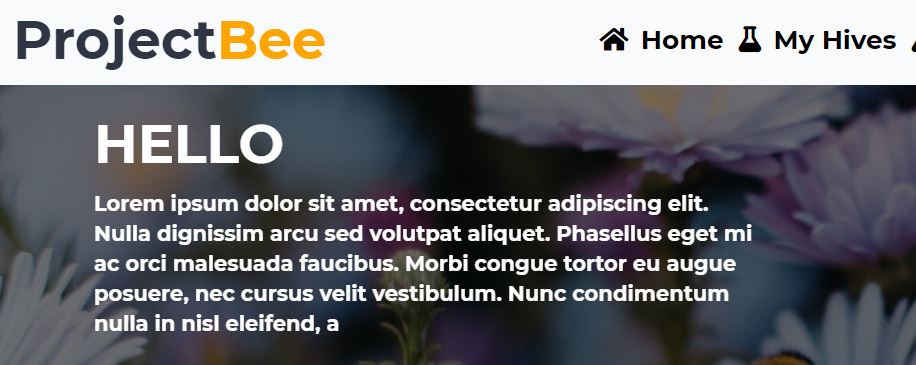 ProjectBee
Home My Hives
HELLO
Lorem ipsum dolor sit amet, consectetur adipiscing elit.
Nulla dignissim arcu sed volutpat aliquet. Phasellus eget mi
ac orci malesuada faucibus. Morbi congue tortor eu augue
posuere, nec cursus velit vestibulum. Nunc condimentum
nulla in nisl eleifend, a